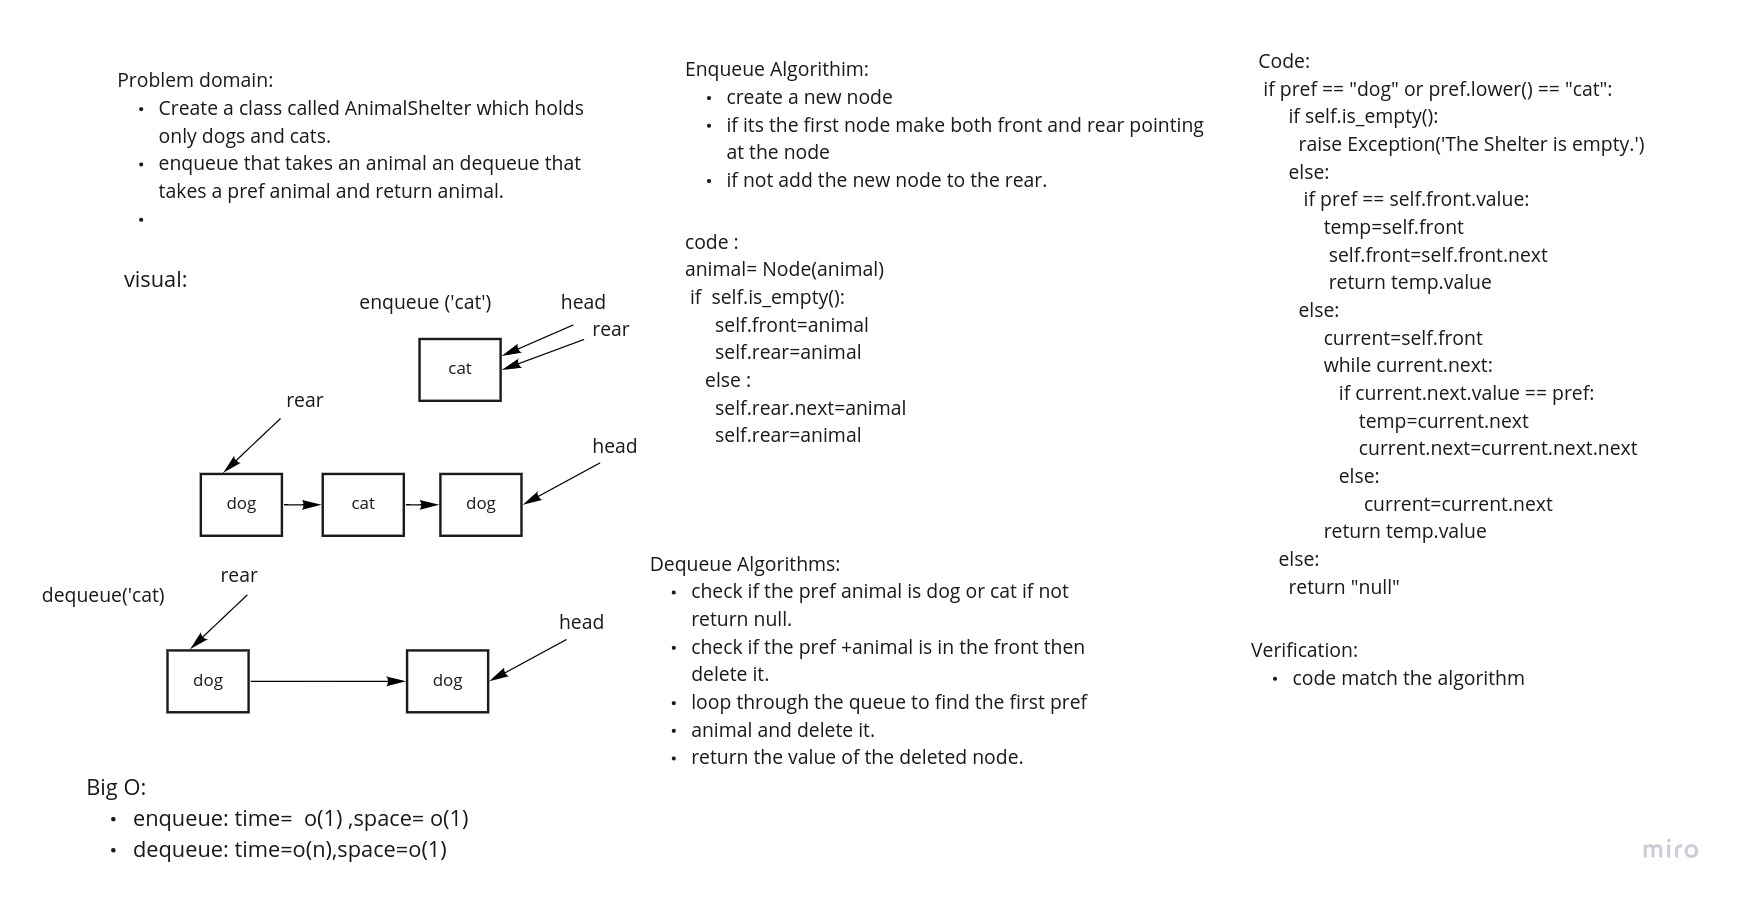 Problem domain:
• Create a class called AnimalShelter which holds
only dogs and cats.
• enqueue that takes an animal an dequeue that
takes a pref animal and return animal.
•
visual:
enqueue ('cat')
head
rear
cat
rear
head
dog
cat
dog
rear
dequeue('cat)
head
dog
dog
Big O:
• enqueue: time=  o(1) ,space= o(1)
• dequeue: time=o(n),space=o(1)
Enqueue Algorithim:
• create a new node
• if its the first node make both front and rear pointing
at the node
• if not add the new node to the rear.
code :
animal= Node(animal)
if  self.is_empty():
self.front=animal
self.rear=animal
else :
self.rear.next=animal
self.rear=animal
Dequeue Algorithms:
• check if the pref animal is dog or cat if not
return null.
• check if the pref +animal is in the front then
delete it.
• loop through the queue to find the first pref
• animal and delete it.
• return the value of the deleted node.
Code:
if pref == "dog" or pref.lower() == "cat":
if self.is_empty():
raise Exception('The Shelter is empty.')
else:
if pref == self.front.value:
temp=self.front
self.front=self.front.next
return temp.value
else:
current=self.front
while current.next:
if current.next.value == pref:
temp=current.next
current.next=current.next.next
else:
current=current.next
return temp.value
else:
return "null"
Verification:
• code match the algorithm
miro